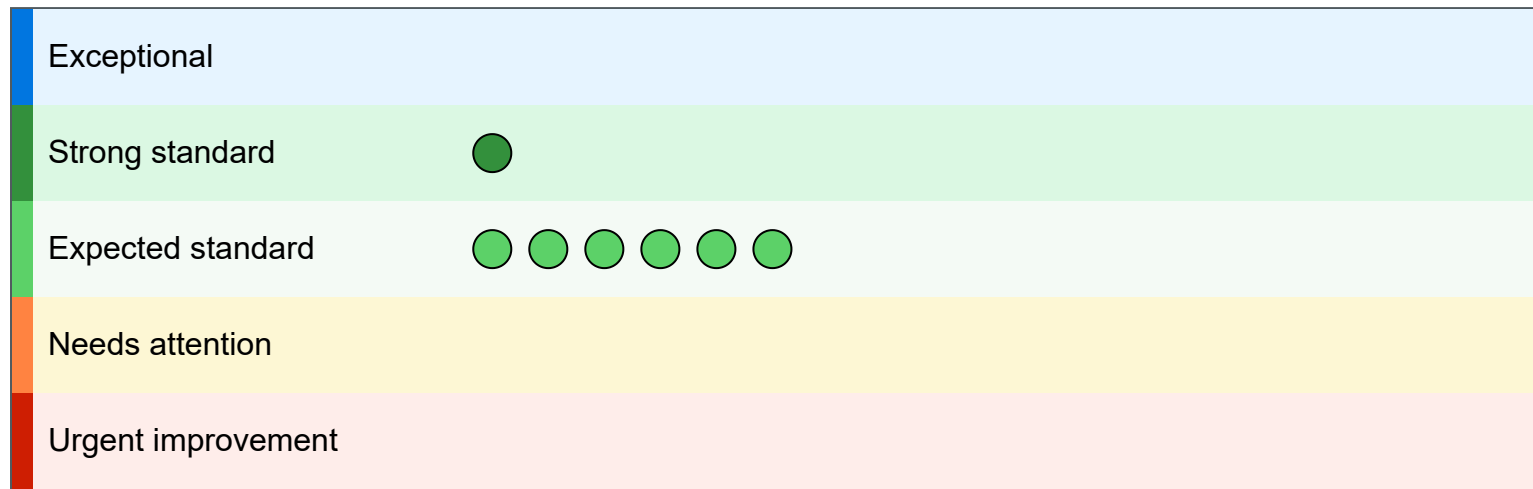 Exceptional
Strong standard
Expected standard
Needs attention
Urgent improvement